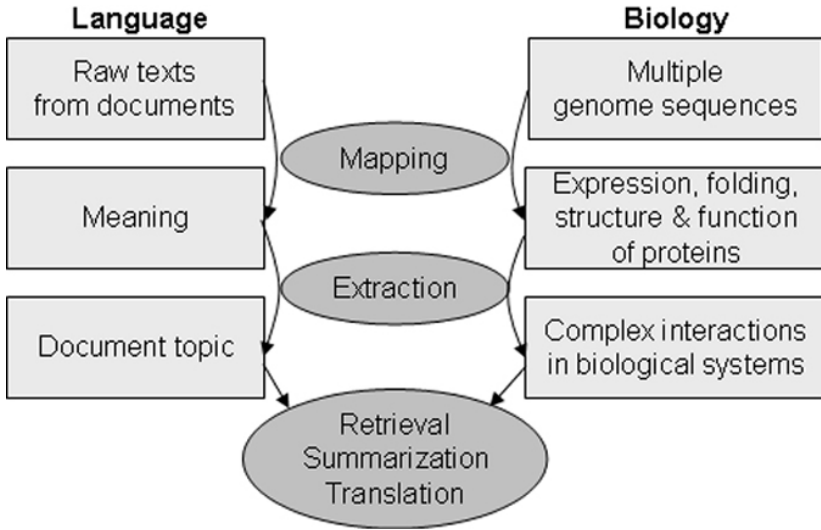 Language
Biology
Raw texts
from documents
Multiple
genome sequences
Mapping
Meaning
Expression, folding,
structure & function
of proteins
Extraction
Document topic
Complex interactions
in biological systems
Retrieval
Summarization
Translation